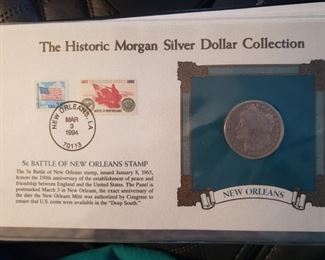 The Historic Morgan Silver Dollar Collection
NEW ORLEANS, LA
MAR
3
1994
70113
5¢ BATTLE OF NEW ORLEANS STAMP
The 5¢ Battle of New Orleans stamp, issued January 8, 1965,
honors the 150th anniversary of the establishment of peace and
friendship between England and the United States. The Panel is
postmarked March 3 in New Orleans, the exact anniversary of
the date the New Orleans Mint was authorized by Congress to
ensure that U.S. coins were available in the "Deep South".
NEW ORLEANS